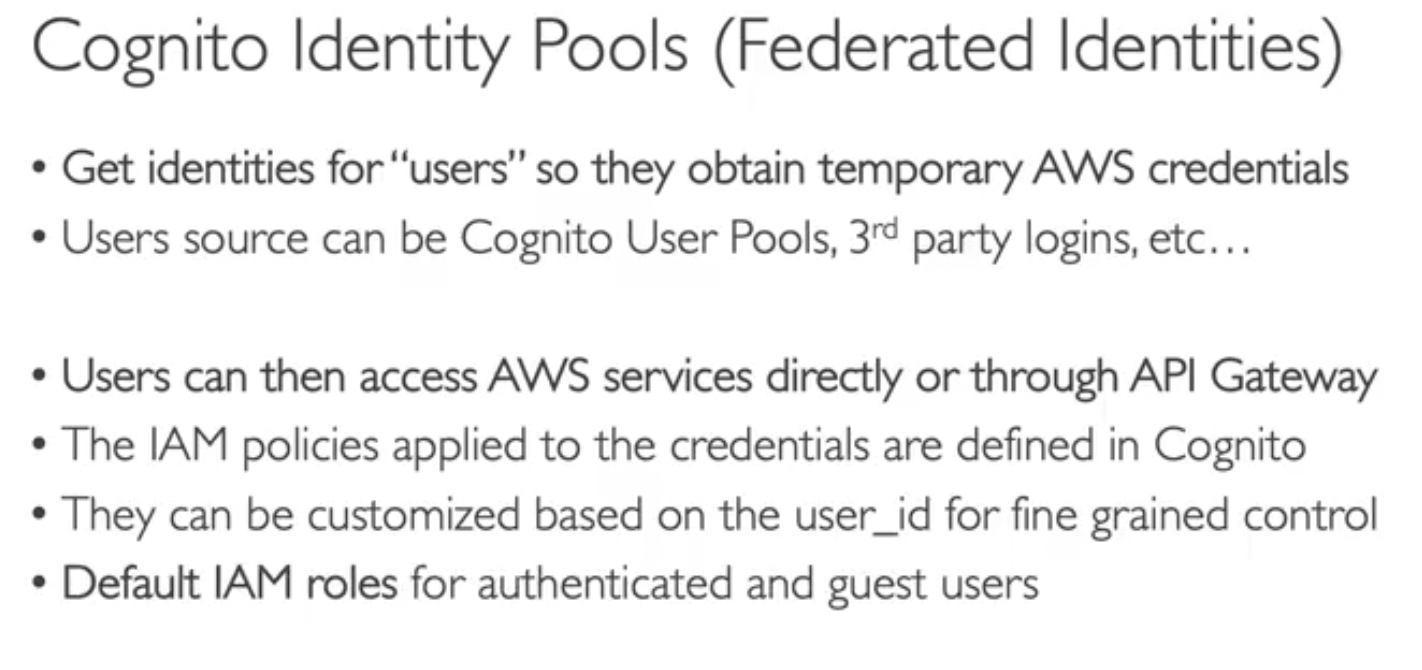 Cognito Identity Pools (Federated Identities)
• Get identities for “users” so they obtain temporary AWS credentials
• Users source can be Cognito User Pools, 3rd party logins, etc…
• Users can then access AWS services directly or through API Gateway
• The IAM policies applied to the credentials are defined in Cognito
• They can be customized based on the user_id for fine grained control
• Default IAM roles for authenticated and guest users